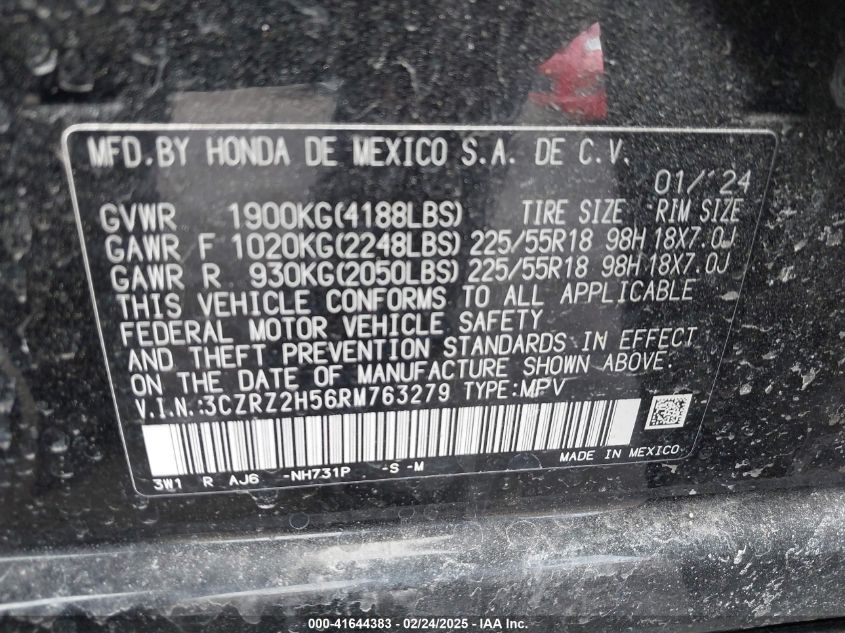 MFD.BY HONDA DE MEXICO S.A. DE C.V.
01/'24
GVWR 1900KG(4188LBS) TIRE SIZE RIM SIZE
GAWR F 1020KG(2248LBS) 225/55R18 98H 18X7.0J
GAWR R 930KG(2050LBS) 225/55R18 98H 18X7.0J
THIS VEHICLE CONFORMS TO ALL APPLICABLE
FEDERAL MOTOR VEHICLE SAFETY
AND THEFT PREVENTION STANDARDS IN EFFECT
ON THE DATE OF MANUFACTURE SHOWN ABOVE.
V.I.N.:3CZRZ2H56RM763279 TYPE:MPV
MADE IN MEXICO
3W1 R AJ6 -NH731P -S -M
000-41644383 - 02/24/2025 - IAA Inc.